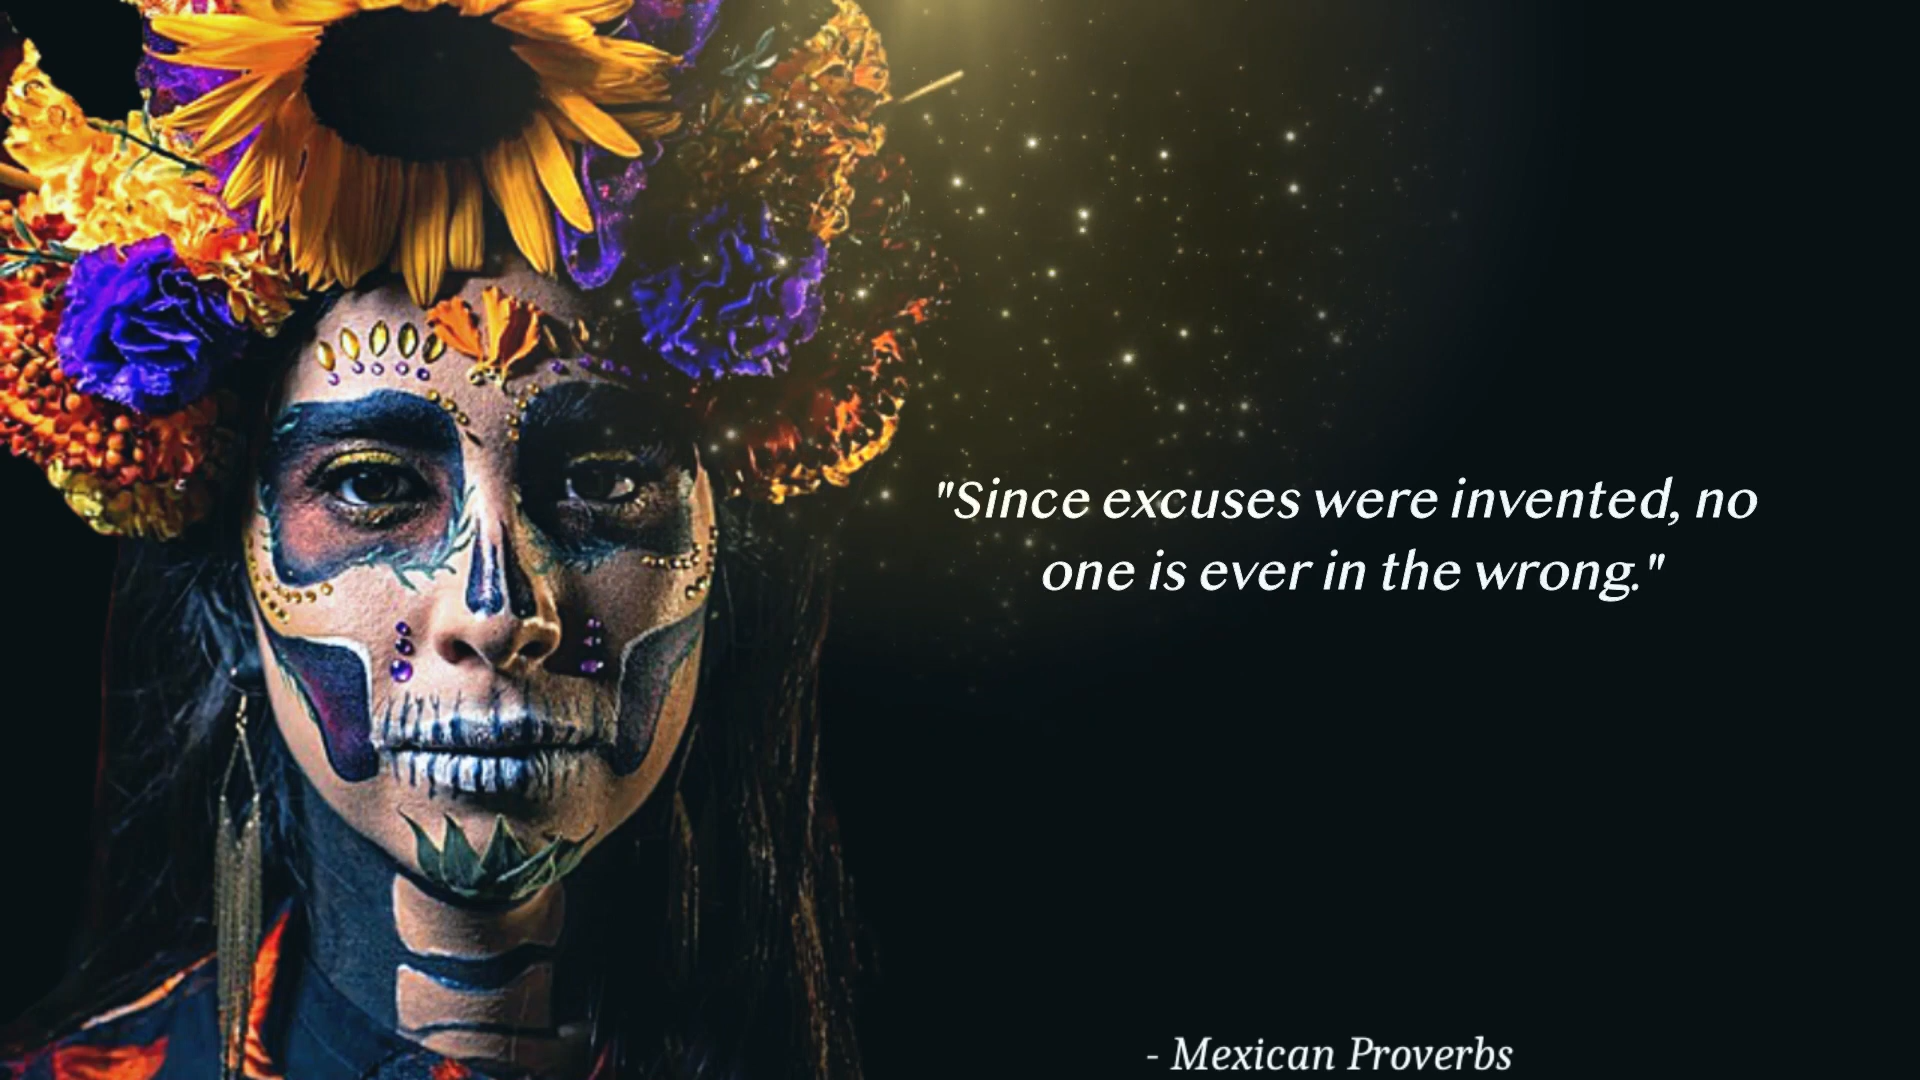 "Since excuses were invented, no
one is ever in the wrong."
- Mexican Proverbs